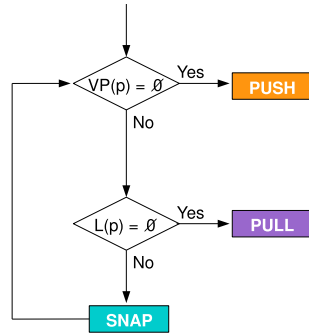 Yes
VP(p) = Ø
PUSH
No
Yes
L(p) = Ø
PULL
No
SNAP